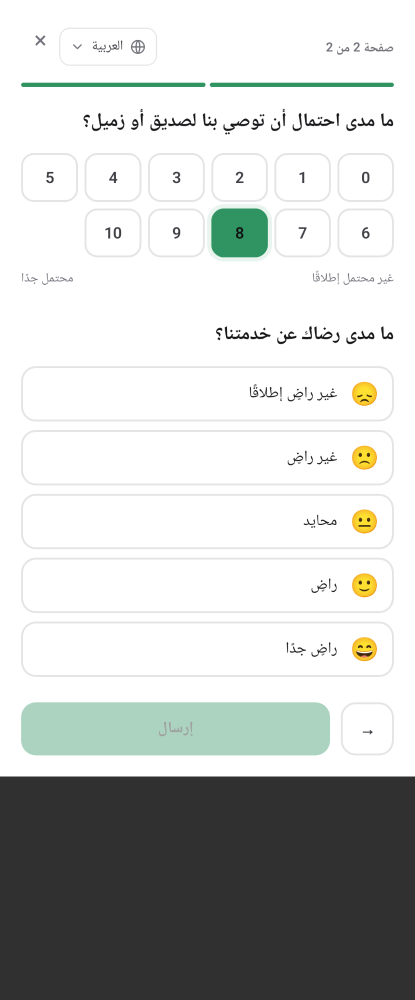 صفحة 2 من 2
العربية
×
ما مدى احتمال أن توصي بنا لصديق أو زميل؟
0 1 2 3 4 5
6 7 8 9 10
غير محتمل إطلاقًا
محتمل جدًا
ما مدى رضاك عن خدمتنا؟
غير راضٍ إطلاقًا
غير راضٍ
محايد
راضٍ
راضٍ جدًا
→
إرسال